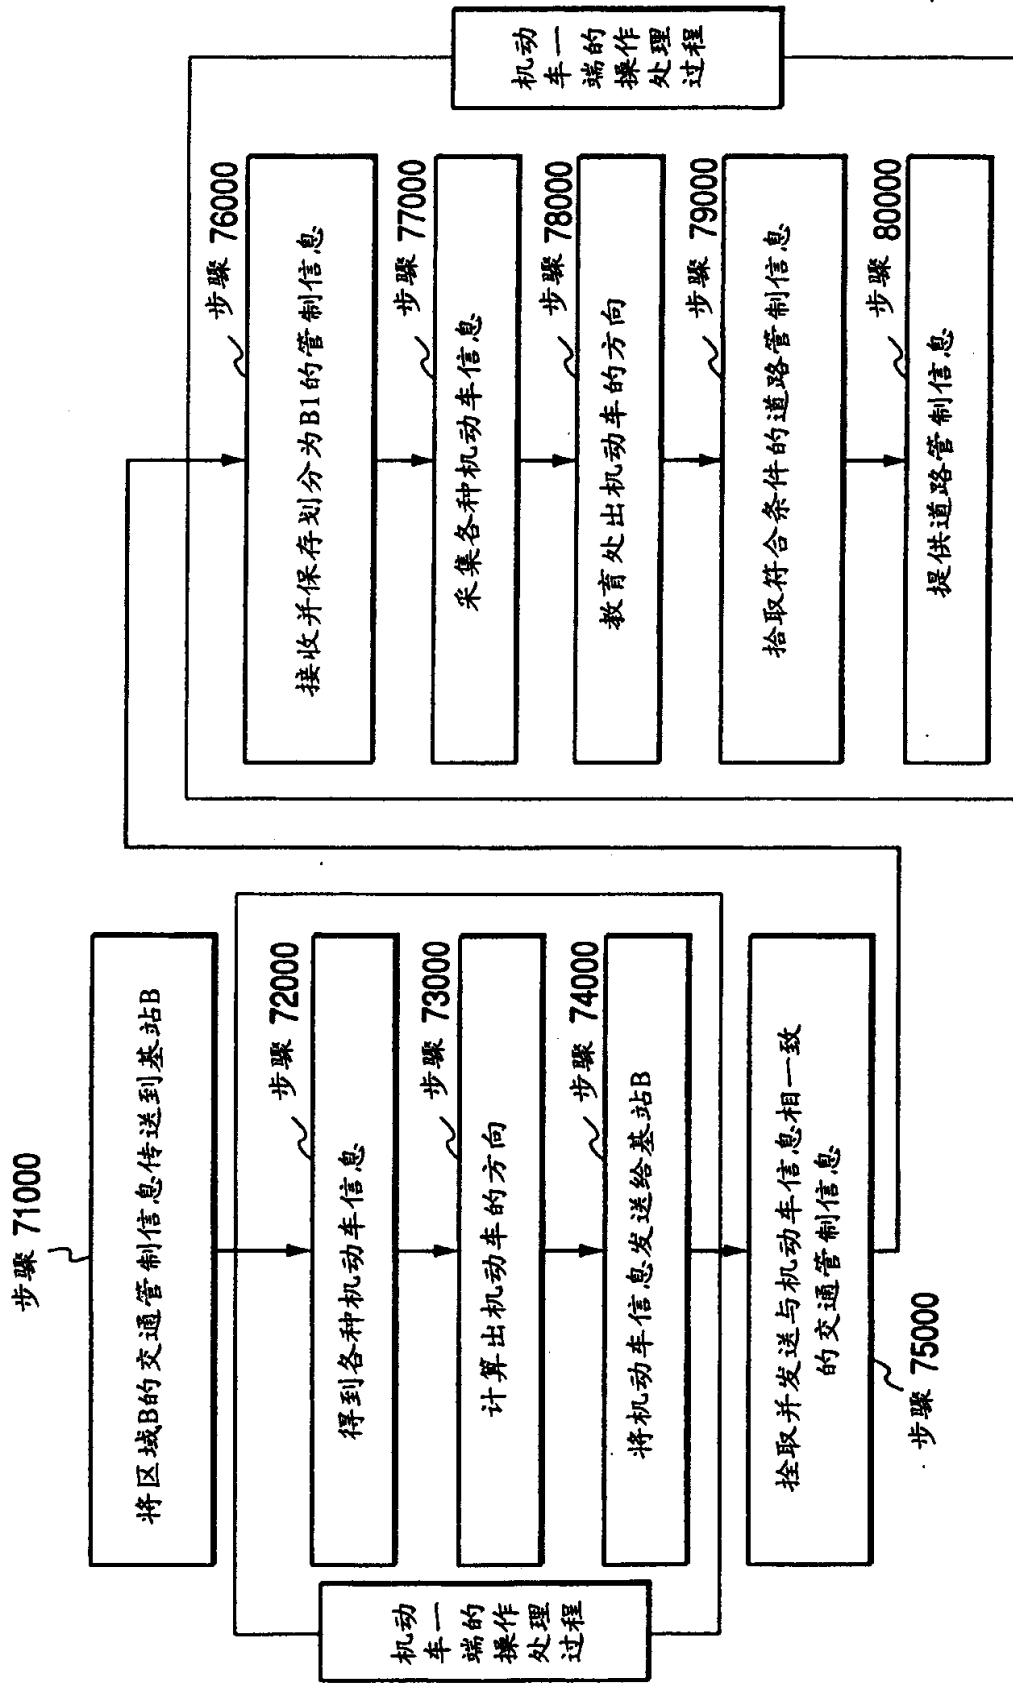 步骤 71000
将区域B的交通管制信息传送到基站B
步骤 72000
得到各种机动车信息
步骤 73000
计算出机动车的方向
步骤 74000
将机动车信息发送给基站B
拴取并发送与机动车信息相一致
的交通管制信息
步骤 75000
机动
车一
端的
操作
处理
过程
步骤 76000
接收并保存划分为B1的管制信息
步骤 77000
采集各种机动车信息
步骤 78000
教育处出机动车的方向
步骤 79000
拾取符合条件的道路管制信息
步骤 80000
提供道路管制信息
机动
车一
端的
操作
处理
过程